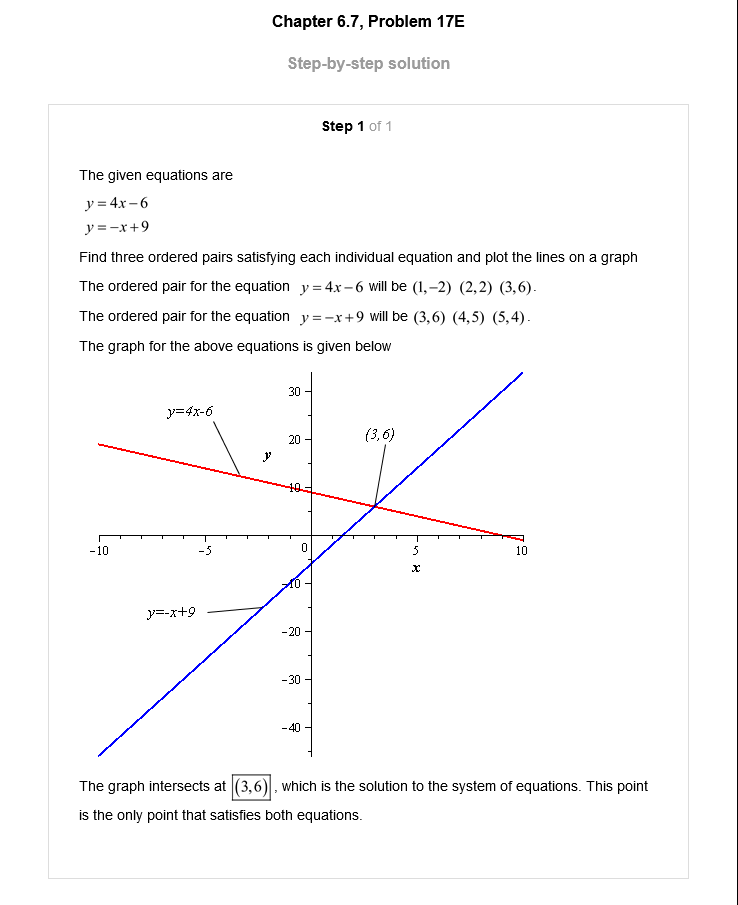 Chapter 6.7, Problem 17E
Step-by-step solution
Step 1 of 1
The given equations are
y = 4x − 6
y = −x + 9
Find three ordered pairs satisfying each individual equation and plot the lines on a graph
The ordered pair for the equation y = 4x − 6 will be (1,−2) (2,2) (3,6).
The ordered pair for the equation y = −x + 9 will be (3,6) (4,5) (5,4).
The graph for the above equations is given below
30
y=4x-6
(3,6)
20
y
10
-10
-5
0
5
10
x
-10
y=-x+9
-20
-30
-40
The graph intersects at (3,6), which is the solution to the system of equations. This point
is the only point that satisfies both equations.